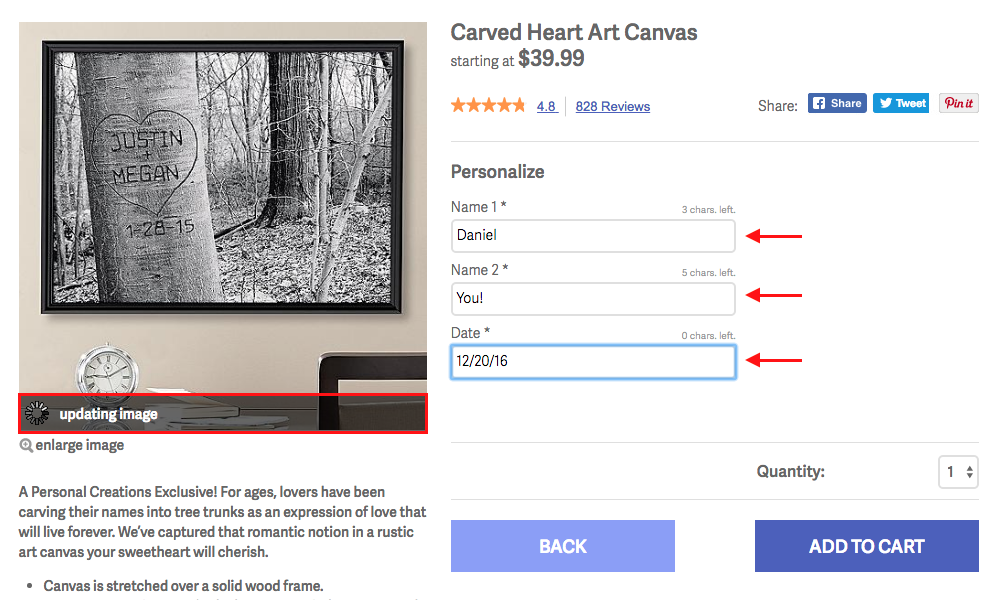 Carved Heart Art Canvas
starting at $39.99
4.8
828 Reviews
Share:
Share
Tweet
Pin it
Personalize
Name 1 *
3 chars. left.
Daniel
Name 2 *
5 chars. left.
You!
Date *
0 chars. left.
12/20/16
Quantity:
1
BACK
ADD TO CART
JUSTIN
+
MEGAN
1-28-15
updating image
enlarge image
A Personal Creations Exclusive! For ages, lovers have been
carving their names into tree trunks as an expression of love that
will live forever. We've captured that romantic notion in a rustic
art canvas your sweetheart will cherish.
• Canvas is stretched over a solid wood frame.